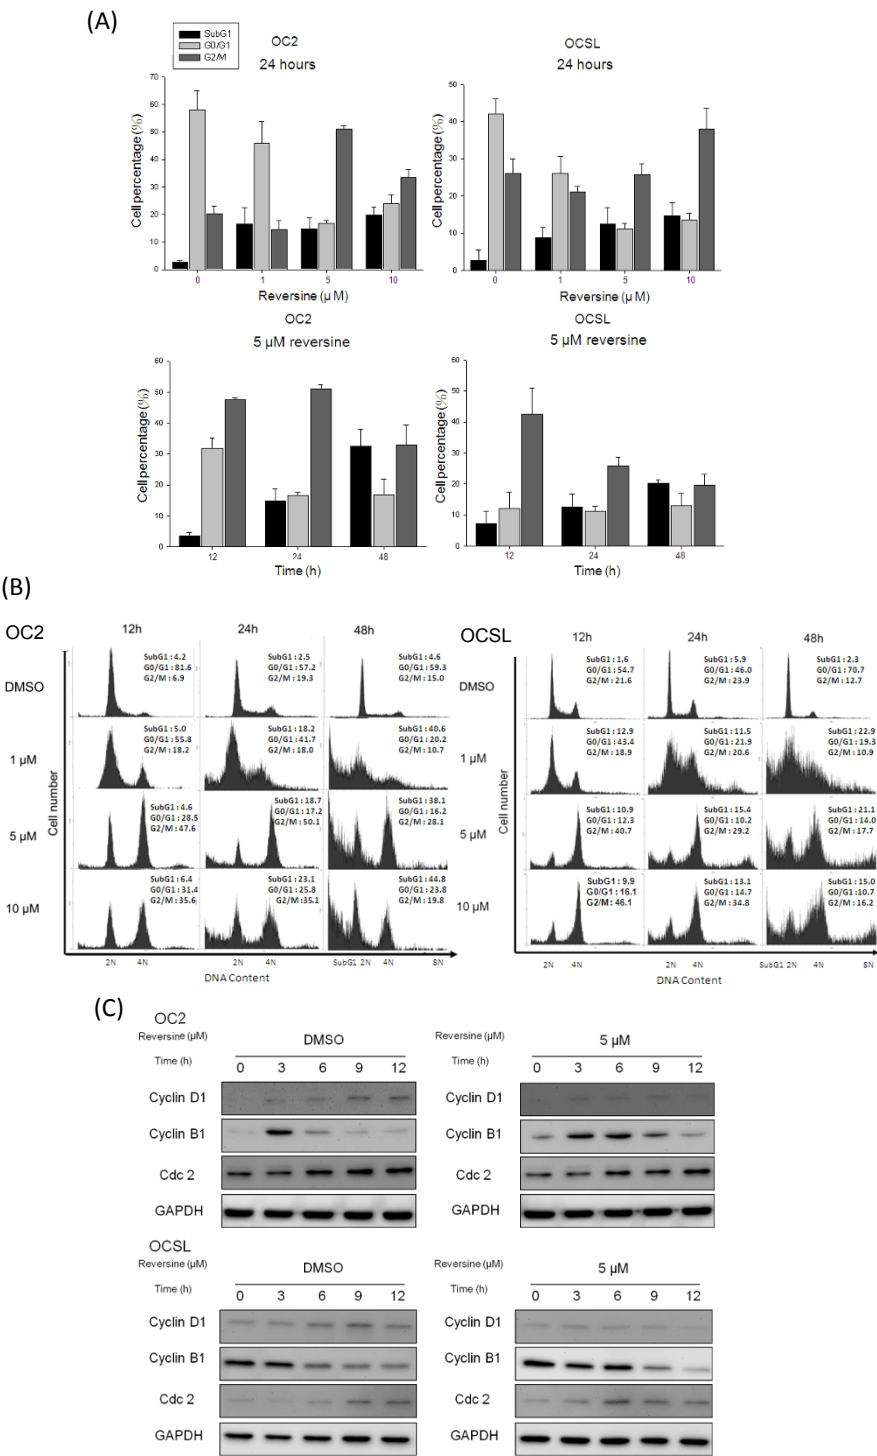 (A)
SubG1
G0/G1
G2/M
OC2
24 hours
Cell percentage (%)
70
60
50
40
30
20
10
0
0 1 5 10
Reversine (µ M)
OCSL
24 hours
Cell percentage (%)
50
40
30
20
10
0
0 1 5 10
Reversine (µ M)
OC2
5 µM reversine
Cell percentage (%)
60
50
40
30
20
10
0
12 24 48
Time (h)
OCSL
5 µM reversine
Cell percentage (%)
60
50
40
30
20
10
0
12 24 48
Time (h)
(B)
OC2
12h 24h 48h
DMSO
SubG1 : 4.2
G0/G1 : 81.6
G2/M : 6.9
SubG1 : 2.5
G0/G1 : 57.2
G2/M : 19.3
SubG1 : 4.6
G0/G1 : 59.3
G2/M : 15.0
1 µM
SubG1 : 5.0
G0/G1 : 55.8
G2/M : 18.2
SubG1 : 18.2
G0/G1 : 41.7
G2/M : 18.0
SubG1 : 40.6
G0/G1 : 20.2
G2/M : 10.7
5 µM
SubG1 : 4.6
G0/G1 : 28.5
G2/M : 47.6
SubG1 : 18.7
G0/G1 : 17.2
G2/M : 50.1
SubG1 : 38.1
G0/G1 : 16.2
G2/M : 28.1
10 µM
SubG1 : 6.4
G0/G1 : 31.4
G2/M : 35.6
SubG1 : 23.1
G0/G1 : 25.8
G2/M : 35.1
SubG1 : 44.8
G0/G1 : 23.8
G2/M : 19.8
Cell number
2N 4N 2N 4N SubG1 2N 4N 8N
DNA Content
OCSL
12h 24h 48h
DMSO
SubG1 : 1.6
G0/G1 : 54.7
G2/M : 21.6
SubG1 : 5.9
G0/G1 : 46.0
G2/M : 23.9
SubG1 : 2.3
G0/G1 : 70.7
G2/M : 12.7
1 µM
SubG1 : 12.9
G0/G1 : 43.4
G2/M : 18.9
SubG1 : 11.5
G0/G1 : 21.9
G2/M : 20.6
SubG1 : 22.9
G0/G1 : 19.3
G2/M : 10.9
5 µM
SubG1 : 10.9
G0/G1 : 12.3
G2/M : 40.7
SubG1 : 15.4
G0/G1 : 10.2
G2/M : 29.2
SubG1 : 21.1
G0/G1 : 14.0
G2/M : 17.7
10 µM
SubG1 : 9.9
G0/G1 : 16.1
G2/M : 46.1
SubG1 : 13.1
G0/G1 : 14.7
G2/M : 34.8
SubG1 : 15.0
G0/G1 : 10.7
G2/M : 16.2
Cell number
2N 4N 2N 4N SubG1 2N 4N 8N
DNA Content
(C)
OC2
Reversine (µM) DMSO
Time (h) 0 3 6 9 12
Cyclin D1
Cyclin B1
Cdc 2
GAPDH
Reversine (µM) 5 µM
Time (h) 0 3 6 9 12
Cyclin D1
Cyclin B1
Cdc 2
GAPDH
OCSL
Reversine (µM) DMSO
Time (h) 0 3 6 9 12
Cyclin D1
Cyclin B1
Cdc 2
GAPDH
Reversine (µM) 5 µM
Time (h) 0 3 6 9 12
Cyclin D1
Cyclin B1
Cdc 2
GAPDH